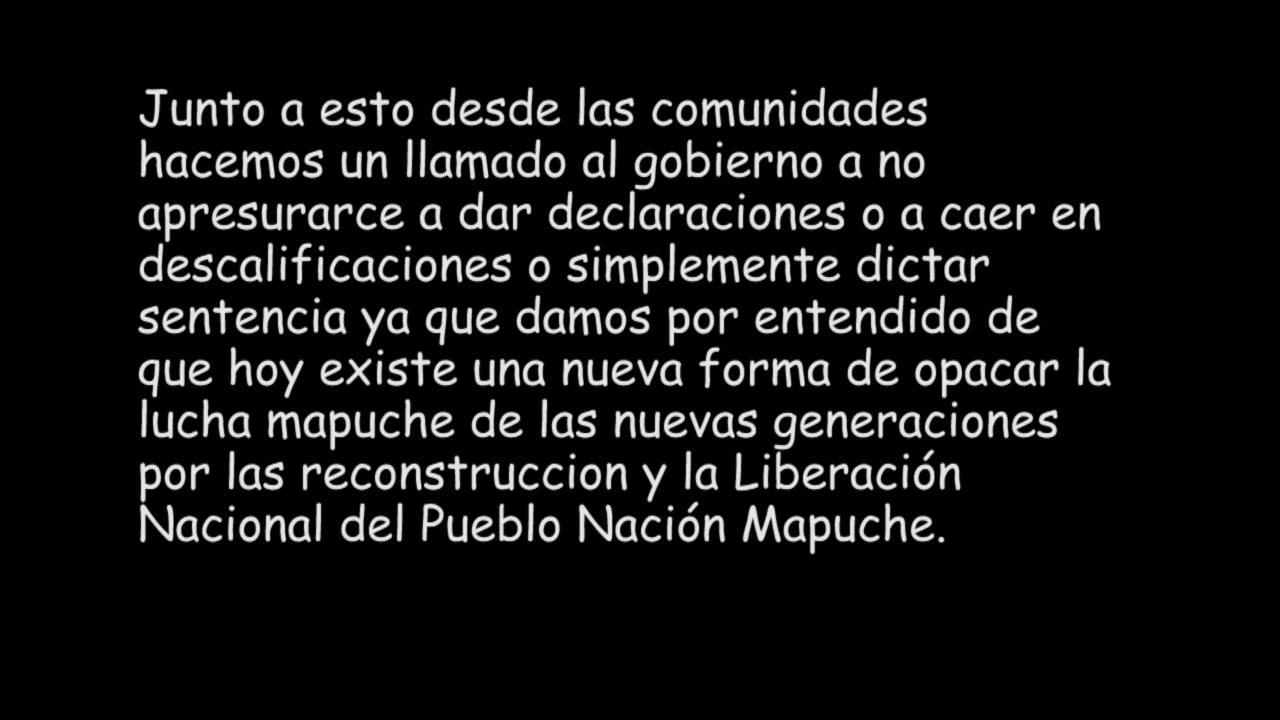 Junto a esto desde las comunidades
hacemos un llamado al gobierno a no
apresurarce a dar declaraciones o a caer en
descalificaciones o simplemente dictar
sentencia ya que damos por entendido de
que hoy existe una nueva forma de opacar la
lucha mapuche de las nuevas generaciones
por las reconstruccion y la Liberación
Nacional del Pueblo Nación Mapuche.